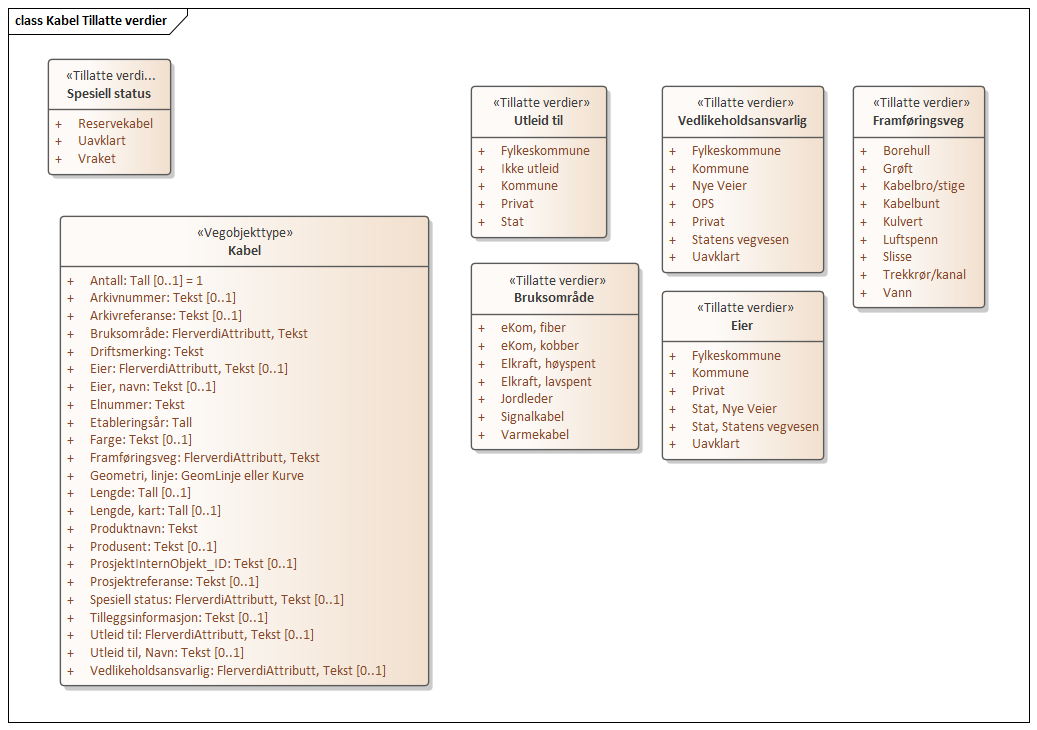 class Kabel Tillatte verdier
«Tillatte verdi...
Spesiell status
+ Reservekabel
+ Uavklart
+ Vraket
«Tillatte verdier»
Utleid til
+ Fylkeskommune
+ Ikke utleid
+ Kommune
+ Privat
+ Stat
«Tillatte verdier»
Vedlikeholdsansvarlig
+ Fylkeskommune
+ Kommune
+ Nye Veier
+ OPS
+ Privat
+ Statens vegvesen
+ Uavklart
«Tillatte verdier»
Framføringsveg
+ Borehull
+ Grøft
+ Kabelbro/stige
+ Kabelbunt
+ Kulvert
+ Luftspenn
+ Slisse
+ Trekkrør/kanal
+ Vann
«Vegobjekttype»
Kabel
+ Antall: Tall [0..1] = 1
+ Arkivnummer: Tekst [0..1]
+ Arkivreferanse: Tekst [0..1]
+ Bruksområde: FlerverdiAttributt, Tekst
+ Driftsmerking: Tekst
+ Eier: FlerverdiAttributt, Tekst [0..1]
+ Eier, navn: Tekst [0..1]
+ Elnummer: Tekst
+ Etableringsår: Tall
+ Farge: Tekst [0..1]
+ Framføringsveg: FlerverdiAttributt, Tekst
+ Geometri, linje: GeomLinje eller Kurve
+ Lengde: Tall [0..1]
+ Lengde, kart: Tall [0..1]
+ Produktnavn: Tekst
+ Produsent: Tekst [0..1]
+ ProsjektInternObjekt_ID: Tekst [0..1]
+ Prosjektreferanse: Tekst [0..1]
+ Spesiell status: FlerverdiAttributt, Tekst [0..1]
+ Tilleggsinformasjon: Tekst [0..1]
+ Utleid til: FlerverdiAttributt, Tekst [0..1]
+ Utleid til, Navn: Tekst [0..1]
+ Vedlikeholdsansvarlig: FlerverdiAttributt, Tekst [0..1]
«Tillatte verdier»
Bruksområde
+ eKom, fiber
+ eKom, kobber
+ Elkraft, høyspent
+ Elkraft, lavspent
+ Jordleder
+ Signalkabel
+ Varmekabel
«Tillatte verdier»
Eier
+ Fylkeskommune
+ Kommune
+ Privat
+ Stat, Nye Veier
+ Stat, Statens vegvesen
+ Uavklart